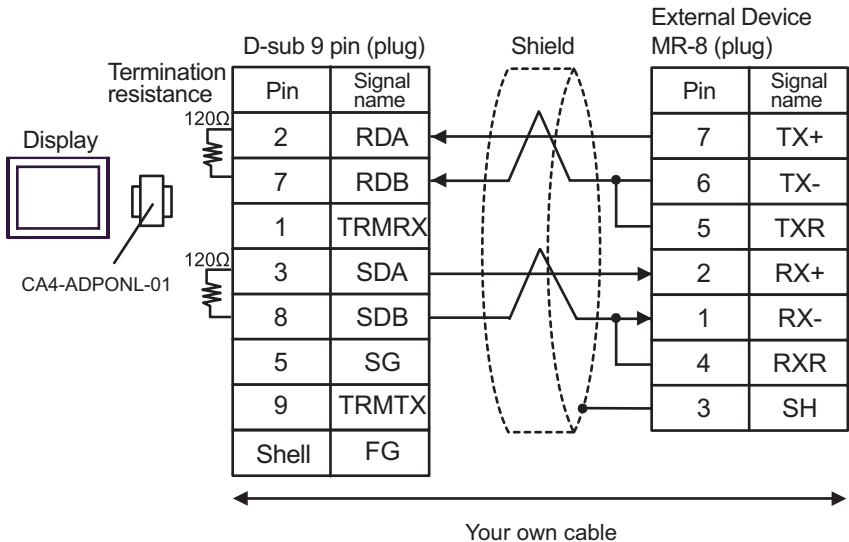 External Device
D-sub 9 pin (plug) Shield MR-8 (plug)
Termination resistance
Pin Signal name
Pin Signal name
120Ω
2 RDA
7 TX+
Display
7 RDB
6 TX-
1 TRMRX
5 TXR
120Ω
3 SDA
2 RX+
CA4-ADPONL-01
8 SDB
1 RX-
5 SG
4 RXR
9 TRMTX
3 SH
Shell FG
Your own cable